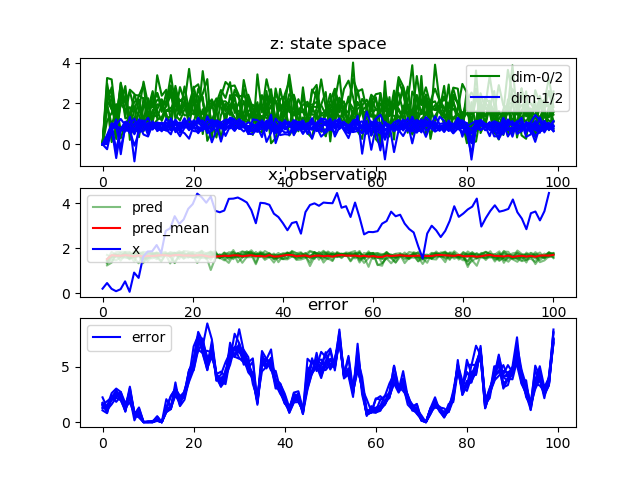 z: state space
4
2
0
dim-0/2
dim-1/2
0 20 40 60 80 100
x: observation
4
2
0
pred
pred_mean
x
0 20 40 60 80 100
error
5
0
error
0 20 40 60 80 100